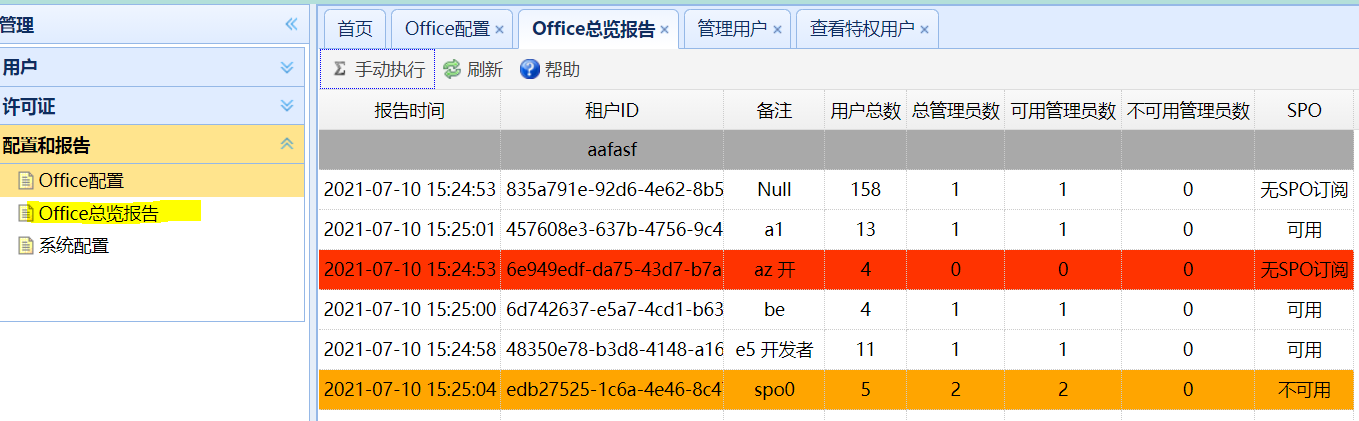 管理
用户
许可证
配置和报告
Office配置
Office总览报告
系统配置
首页 Office配置 × Office总览报告 × 管理用户 × 查看特权用户 ×
Σ 手动执行 刷新 ? 帮助
报告时间 租户ID 备注 用户总数 总管理员数 可用管理员数 不可用管理员数 SPO
aafasf
2021-07-10 15:24:53 835a791e-92d6-4e62-8b5 Null 158 1 1 0 无SPO订阅
2021-07-10 15:25:01 457608e3-637b-4756-9c4 a1 13 1 1 0 可用
2021-07-10 15:24:53 6e949edf-da75-43d7-b7a az 开 4 0 0 0 无SPO订阅
2021-07-10 15:25:00 6d742637-e5a7-4cd1-b63 be 4 1 1 0 可用
2021-07-10 15:24:58 48350e78-b3d8-4148-a16 e5 开发者 11 1 1 0 可用
2021-07-10 15:25:04 edb27525-1c6a-4e46-8c4 spo0 5 2 2 0 不可用